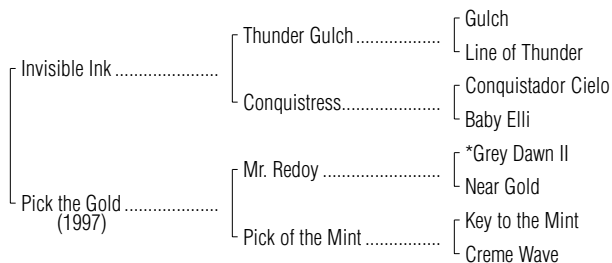 Gulch
Thunder Gulch ....................
Line of Thunder
Invisible Ink ........................
Conquistador Cielo
Conquistress........................
Baby Elli
*Grey Dawn II
Mr. Redoy ...........................
Near Gold
Pick the Gold ......................
(1997)
Key to the Mint
Pick of the Mint ..................
Creme Wave